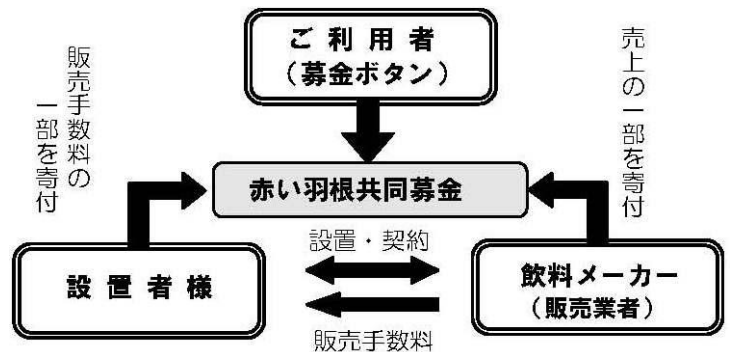 ご利用者
（募金ボタン）
販売手数料の
一部を寄付
売上の一部を寄付
赤い羽根共同募金
設置・契約
設置者様
飲料メーカー
（販売業者）
販売手数料